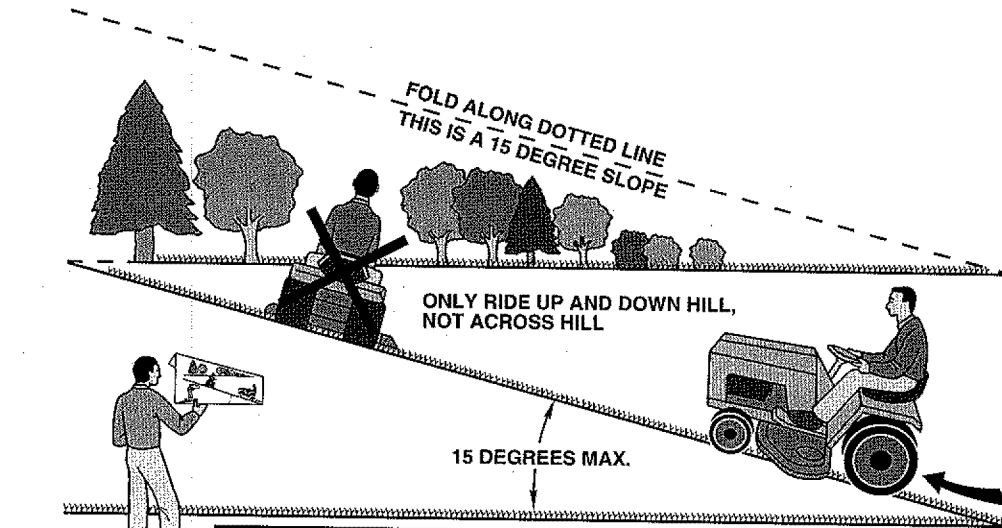 FOLD ALONG DOTTED LINE
THIS IS A 15 DEGREE SLOPE
ONLY RIDE UP AND DOWN HILL,
NOT ACROSS HILL
15 DEGREES MAX.